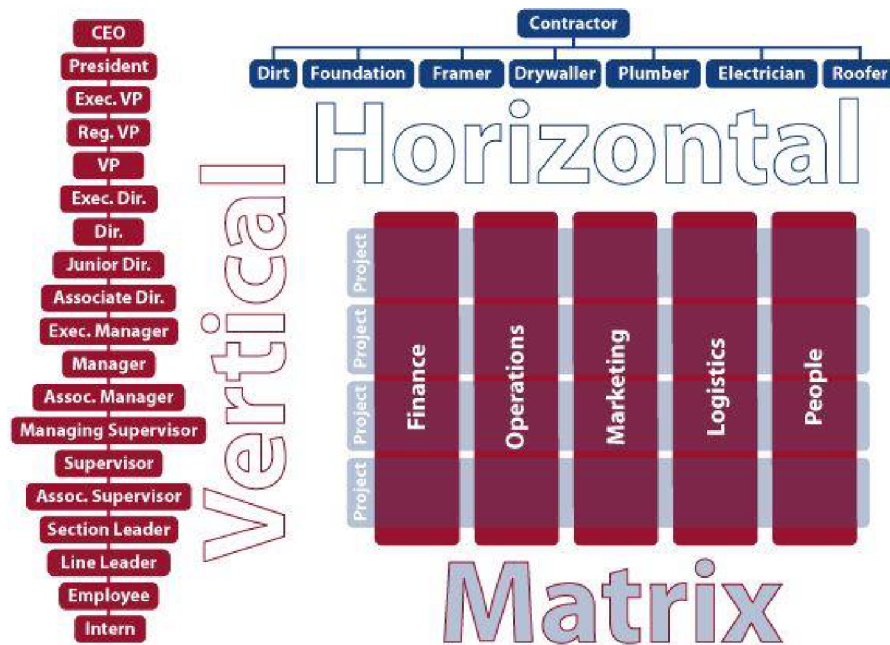 CEO
President
Exec. VP
Reg. VP
VP
Exec. Dir.
Dir.
Junior Dir.
Associate Dir.
Exec. Manager
Manager
Assoc. Manager
Managing Supervisor
Supervisor
Assoc. Supervisor
Section Leader
Line Leader
Employee
Intern
Vertical
Contractor
Dirt Foundation Framer Drywaller Plumber Electrician Roofer
Horizontal
Project
Project
Project
Project
Finance
Operations
Marketing
Logistics
People
Matrix